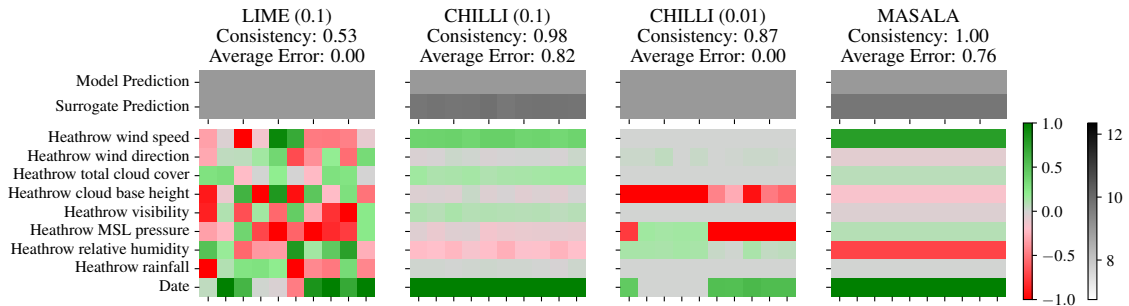 LIME (0.1)
Consistency: 0.53
Average Error: 0.00
CHILLI (0.1)
Consistency: 0.98
Average Error: 0.82
CHILLI (0.01)
Consistency: 0.87
Average Error: 0.00
MASALA
Consistency: 1.00
Average Error: 0.76
Model Prediction
Surrogate Prediction
Heathrow wind speed
Heathrow wind direction
Heathrow total cloud cover
Heathrow cloud base height
Heathrow visibility
Heathrow MSL pressure
Heathrow relative humidity
Heathrow rainfall
Date
1.0
0.5
0.0
−0.5
−1.0
12
10
8